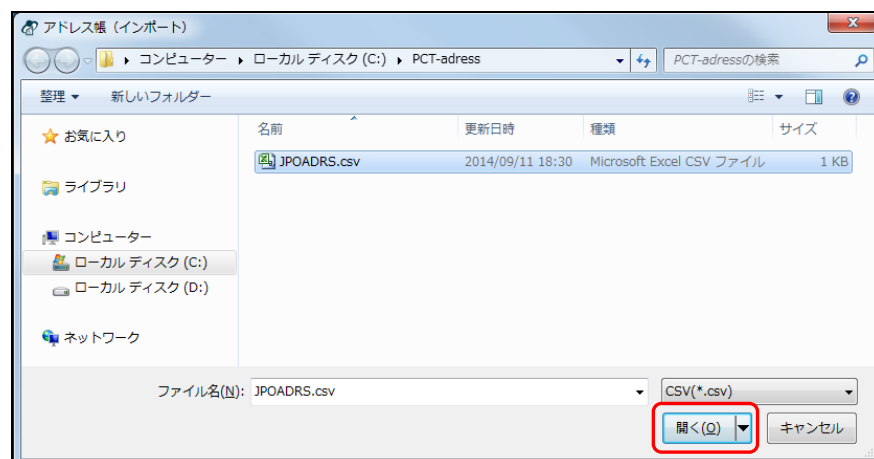 アドレス帳（インポート）
コンピューター ローカル ディスク (C:) PCT-adress PCT-adressの検索
整理 新しいフォルダー
お気に入り
ライブラリ
コンピューター
ローカル ディスク (C:)
ローカル ディスク (D:)
ネットワーク
名前 更新日時 種類 サイズ
JPOADRS.csv 2014/09/11 18:30 Microsoft Excel CSV ファイル 1 KB
ファイル名(N): JPOADRS.csv CSV(*.csv)
開く(O) キャンセル